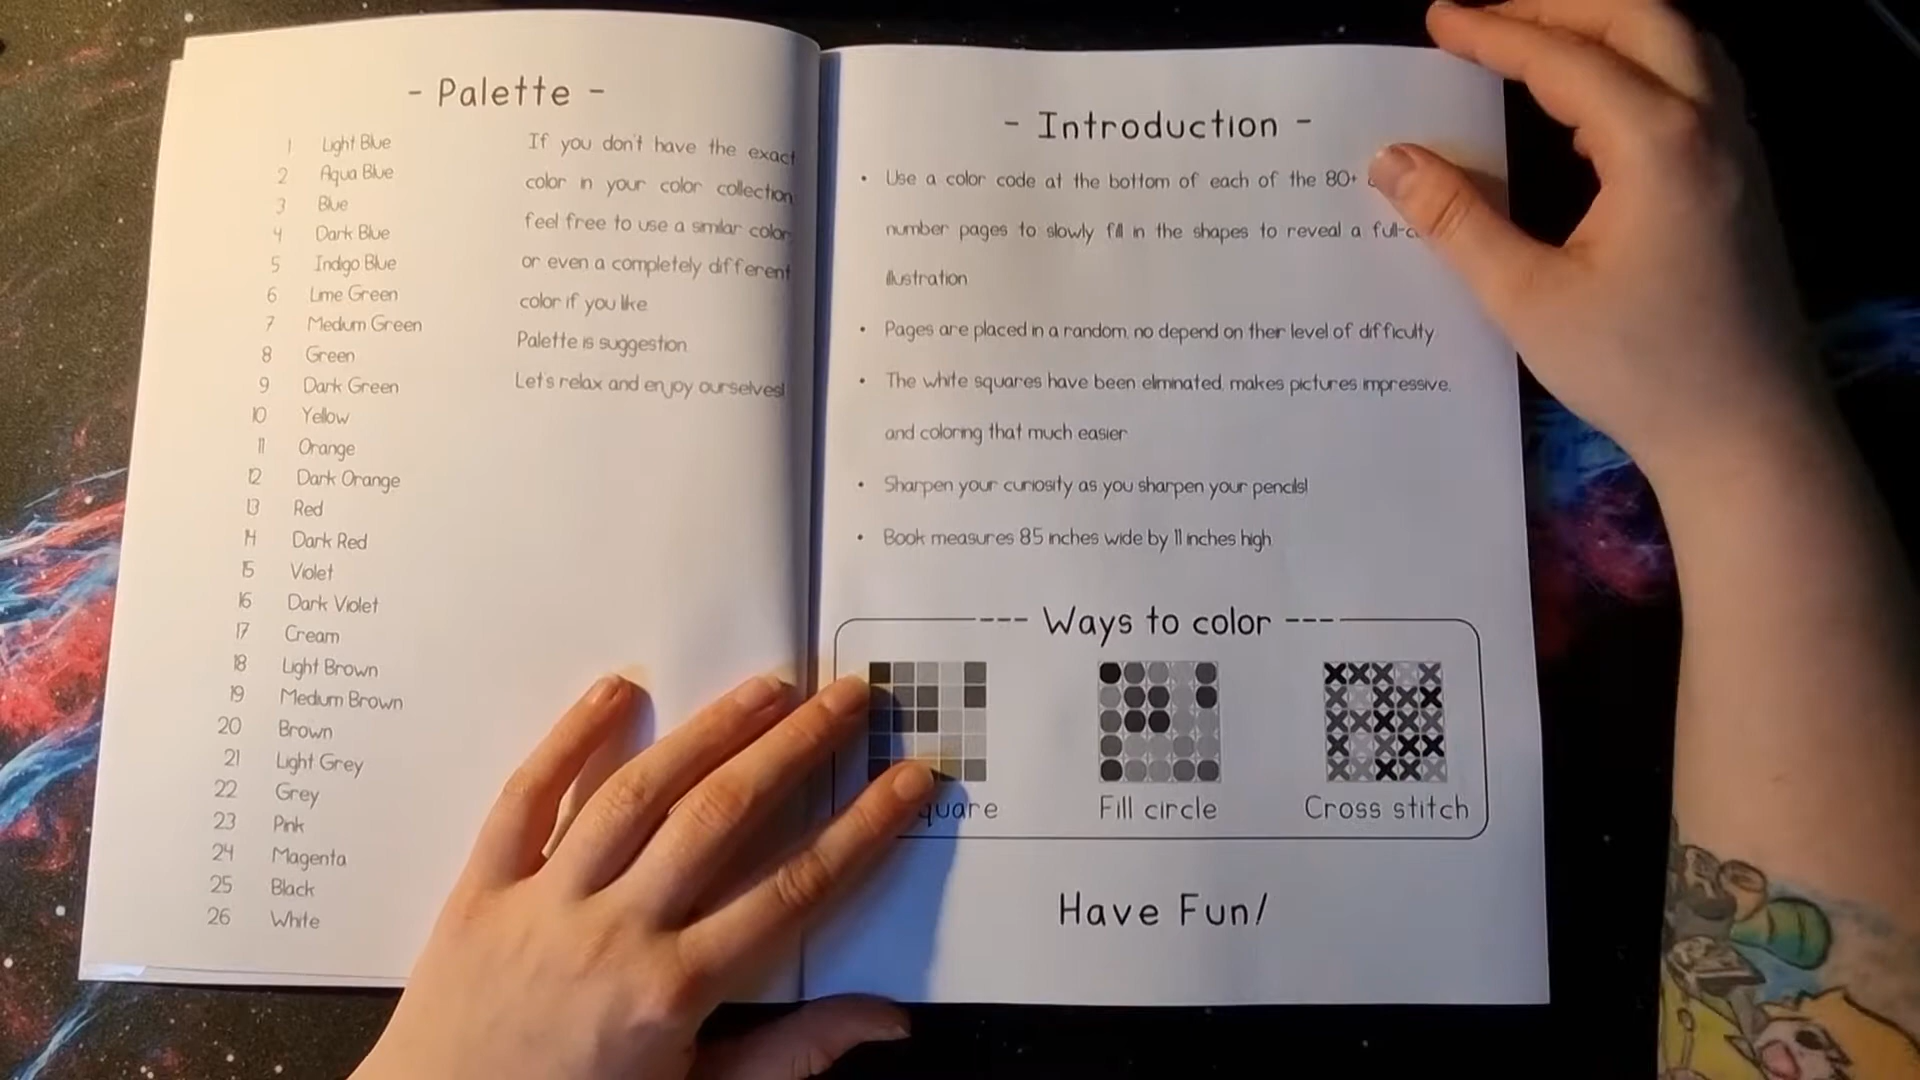 - Palette -
1 Light Blue
2 Aqua Blue
3 Blue
4 Dark Blue
5 Indigo Blue
6 Lime Green
7 Medium Green
8 Green
9 Dark Green
10 Yellow
11 Orange
12 Dark Orange
13 Red
14 Dark Red
15 Violet
16 Dark Violet
17 Cream
18 Light Brown
19 Medium Brown
20 Brown
21 Light Grey
22 Grey
23 Pink
24 Magenta
25 Black
26 White
If you don't have the exact
color in your color collection
feel free to use a similar color
or even a completely different
color if you like
Palette is suggestion
Let's relax and enjoy ourselves!
- Introduction -
• Use a color code at the bottom of each of the 80+
number pages to slowly fill in the shapes to reveal a
illustration
• Pages are placed in a random, no depend on their level of difficulty
• The white squares have been eliminated, makes pictures impressive,
and coloring that much easier
• Sharpen your curiosity as you sharpen your pencils!
• Book measures 8.5 inches wide by 11 inches high
--- Ways to color ---
Fill circle
Cross stitch
Have Fun!